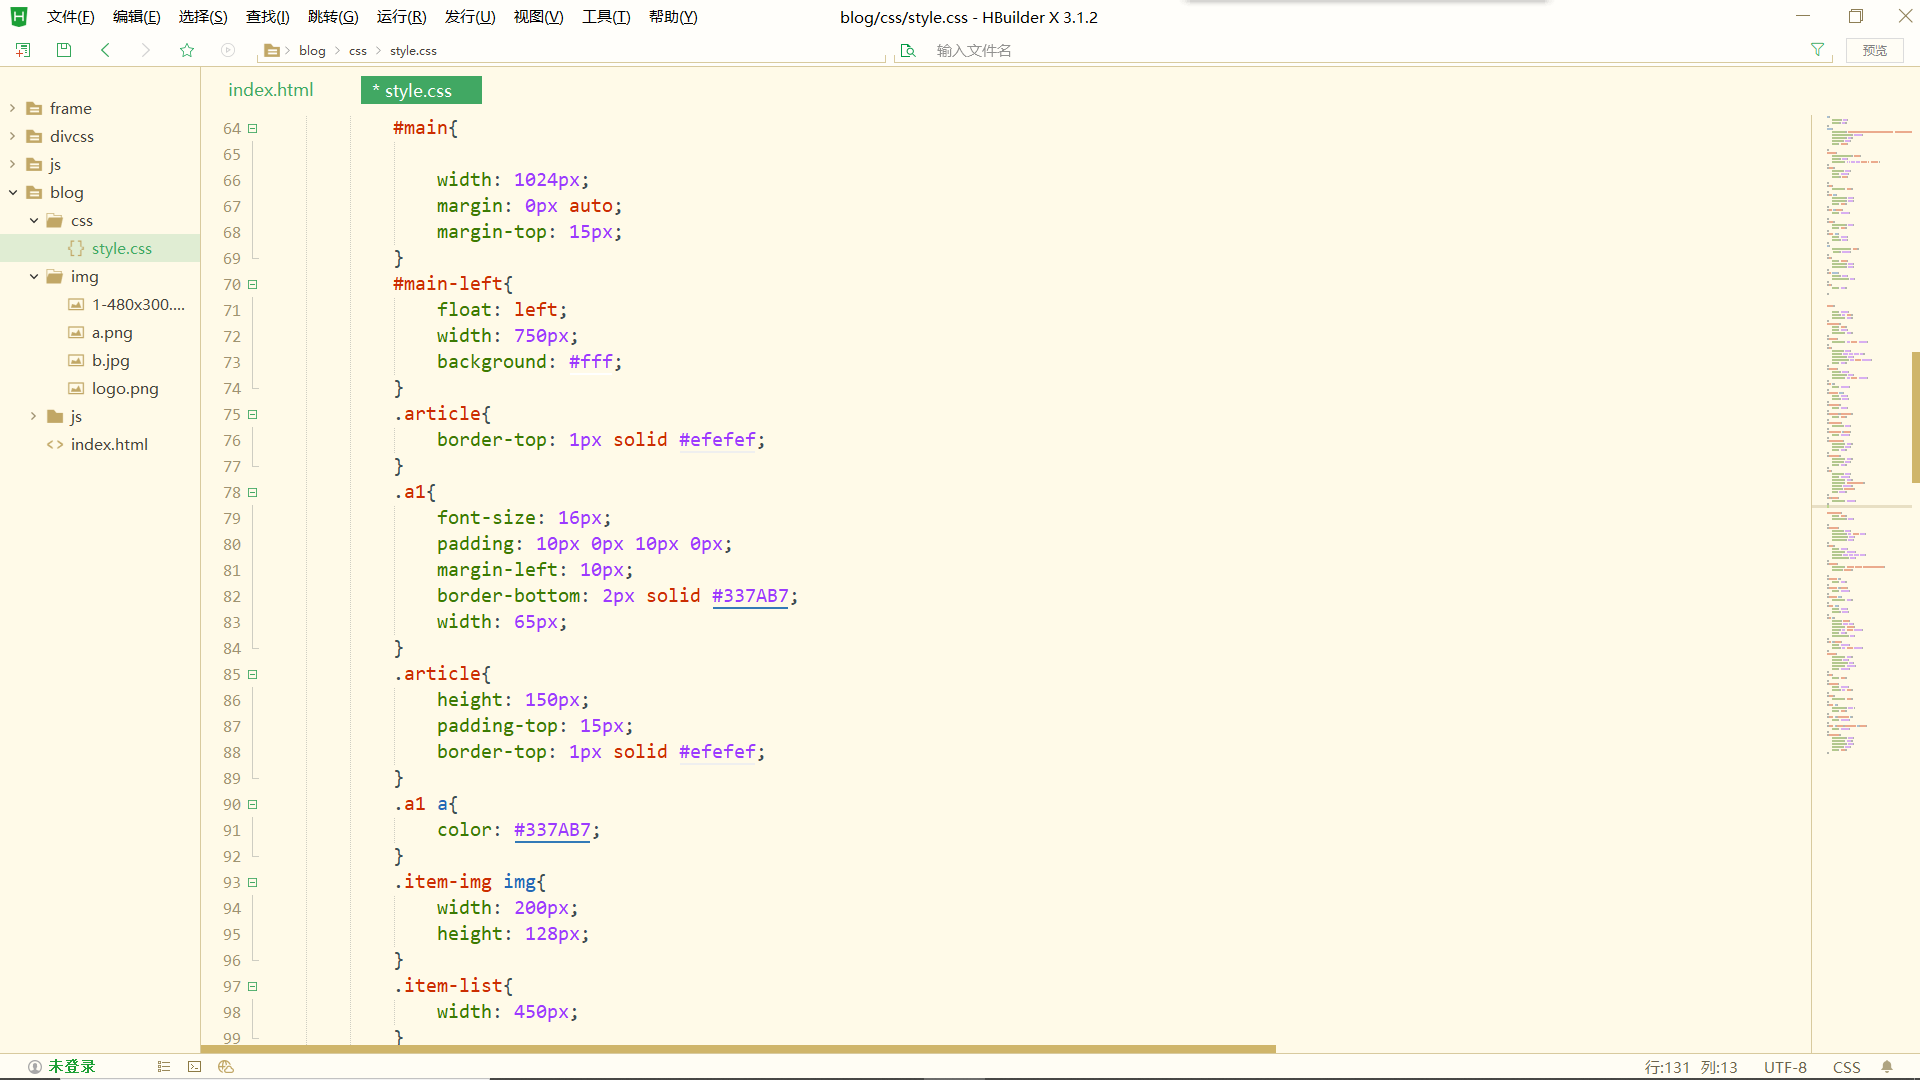 文件(F) 编辑(E) 选择(S) 查找(I) 跳转(G) 运行(R) 发行(U) 视图(V) 工具(T) 帮助(Y)
blog/css/style.css - HBuilder X 3.1.2
blog css style.css
输入文件名
预览
frame
divcss
js
blog
css
style.css
img
1-480x300....
a.png
b.jpg
logo.png
js
index.html
index.html
* style.css
64 #main{
65
66 width: 1024px;
67 margin: 0px auto;
68 margin-top: 15px;
69 }
70 #main-left{
71 float: left;
72 width: 750px;
73 background: #fff;
74 }
75 .article{
76 border-top: 1px solid #efefef;
77 }
78 .a1{
79 font-size: 16px;
80 padding: 10px 0px 10px 0px;
81 margin-left: 10px;
82 border-bottom: 2px solid #337AB7;
83 width: 65px;
84 }
85 .article{
86 height: 150px;
87 padding-top: 15px;
88 border-top: 1px solid #efefef;
89 }
90 .a1 a{
91 color: #337AB7;
92 }
93 .item-img img{
94 width: 200px;
95 height: 128px;
96 }
97 .item-list{
98 width: 450px;
99 }
未登录
行:131 列:13 UTF-8 CSS